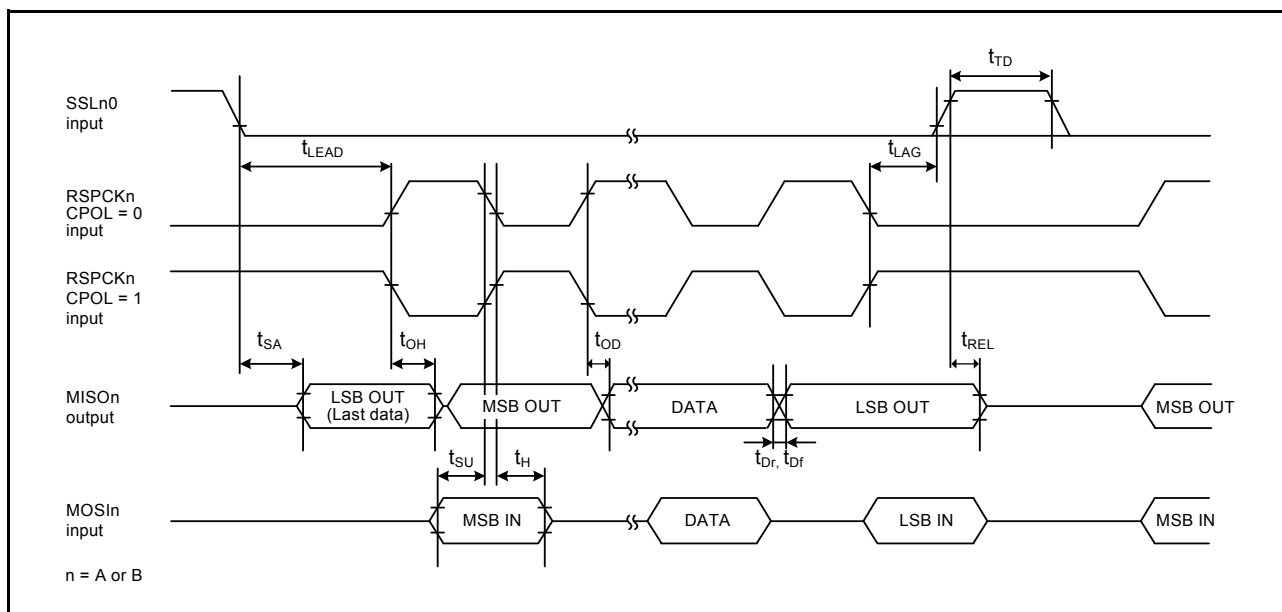 tTD
SSLn0
input
tLEAD
tLAG
RSPCKn
CPOL = 0
input
RSPCKn
CPOL = 1
input
tSA
tOH
tOD
tREL
MISOn
output
LSB OUT
(Last data)
MSB OUT
DATA
LSB OUT
MSB OUT
tSU
tH
tDr, tDf
MOSIn
input
MSB IN
DATA
LSB IN
MSB IN
n = A or B